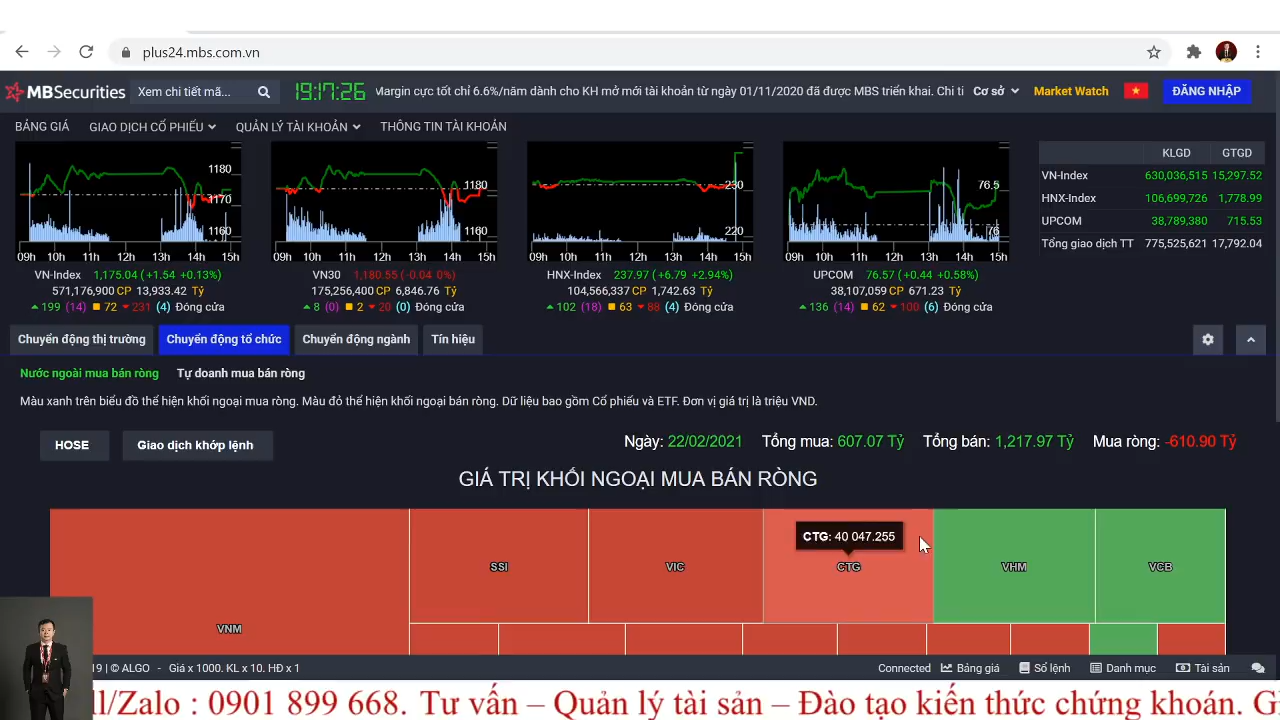 plus24.mbs.com.vn
MBSecurities Xem chi tiết mã... 19:17:26 Margin cực tốt chỉ 6.6%/năm dành cho KH mở mới tài khoản từ ngày 01/11/2020 đã được MBS triển khai. Chi ti Cơ sở Market Watch ĐĂNG NHẬP
BẢNG GIÁ GIAO DỊCH CỔ PHIẾU QUẢN LÝ TÀI KHOẢN THÔNG TIN TÀI KHOẢN
1180 1170 1160
09h 10h 11h 12h 13h 14h 15h
VN-Index 1,175.04 (+1.54 +0.13%)
571,176,900 CP 13,933.42 Tỷ
199 (14) 72 231 (4) Đóng cửa
1180 1160
09h 10h 11h 12h 13h 14h 15h
VN30 1,180.55 (-0.04 0%)
175,256,400 CP 6,846.76 Tỷ
8 (0) 2 20 (0) Đóng cửa
230 220
09h 10h 11h 12h 13h 14h 15h
HNX-Index 237.97 (+6.79 +2.94%)
104,566,337 CP 1,742.63 Tỷ
102 (18) 63 88 (4) Đóng cửa
76.5 76
09h 10h 11h 12h 13h 14h 15h
UPCOM 76.57 (+0.44 +0.58%)
38,107,059 CP 671.23 Tỷ
136 (14) 62 100 (6) Đóng cửa
KLGD GTGD
VN-Index 630,036,515 15,297.52
HNX-Index 106,699,726 1,778.99
UPCOM 38,789,380 715.53
Tổng giao dịch TT 775,525,621 17,792.04
Chuyển động thị trường Chuyển động tổ chức Chuyển động ngành Tín hiệu
Nước ngoài mua bán ròng Tự doanh mua bán ròng
Màu xanh trên biểu đồ thể hiện khối ngoại mua ròng. Màu đỏ thể hiện khối ngoại bán ròng. Dữ liệu bao gồm Cổ phiếu và ETF. Đơn vị giá trị là triệu VND.
HOSE Giao dịch khớp lệnh Ngày: 22/02/2021 Tổng mua: 607.07 Tỷ Tổng bán: 1,217.97 Tỷ Mua ròng: -610.90 Tỷ
GIÁ TRỊ KHỐI NGOẠI MUA BÁN RÒNG
CTG: 40 047.255
SSI VIC CTG VHM VCB
VNM
19 | © ALGO - Giá x 1000. KL x 10. HĐ x 1 Connected Bảng giá Sổ lệnh Danh mục Tài sản
ll/Zalo : 0901 899 668. Tư vấn – Quản lý tài sản – Đào tạo kiến thức chứng khoán. G